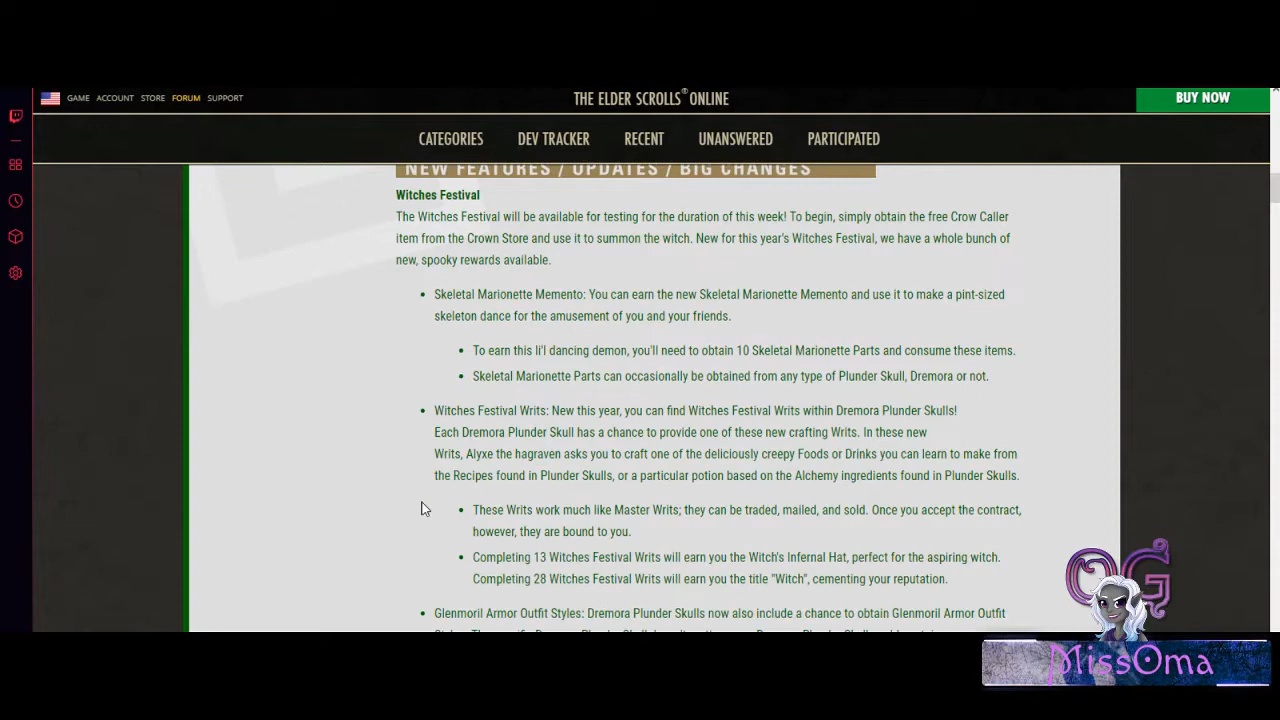 GAME ACCOUNT STORE FORUM SUPPORT
THE ELDER SCROLLS® ONLINE
BUY NOW
CATEGORIES DEV TRACKER RECENT UNANSWERED PARTICIPATED
NEW FEATURES / UPDATES / BIG CHANGES
Witches Festival
The Witches Festival will be available for testing for the duration of this week! To begin, simply obtain the free Crow Caller
item from the Crown Store and use it to summon the witch. New for this year's Witches Festival, we have a whole bunch of
new, spooky rewards available.
• Skeletal Marionette Memento: You can earn the new Skeletal Marionette Memento and use it to make a pint-sized
skeleton dance for the amusement of you and your friends.
• To earn this li'l dancing demon, you'll need to obtain 10 Skeletal Marionette Parts and consume these items.
• Skeletal Marionette Parts can occasionally be obtained from any type of Plunder Skull, Dremora or not.
• Witches Festival Writs: New this year, you can find Witches Festival Writs within Dremora Plunder Skulls!
Each Dremora Plunder Skull has a chance to provide one of these new crafting Writs. In these new
Writs, Alyxe the hagraven asks you to craft one of the deliciously creepy Foods or Drinks you can learn to make from
the Recipes found in Plunder Skulls, or a particular potion based on the Alchemy ingredients found in Plunder Skulls.
• These Writs work much like Master Writs; they can be traded, mailed, and sold. Once you accept the contract,
however, they are bound to you.
• Completing 13 Witches Festival Writs will earn you the Witch's Infernal Hat, perfect for the aspiring witch.
Completing 28 Witches Festival Writs will earn you the title "Witch", cementing your reputation.
• Glenmoril Armor Outfit Styles: Dremora Plunder Skulls now also include a chance to obtain Glenmoril Armor Outfit
OG
MissOma